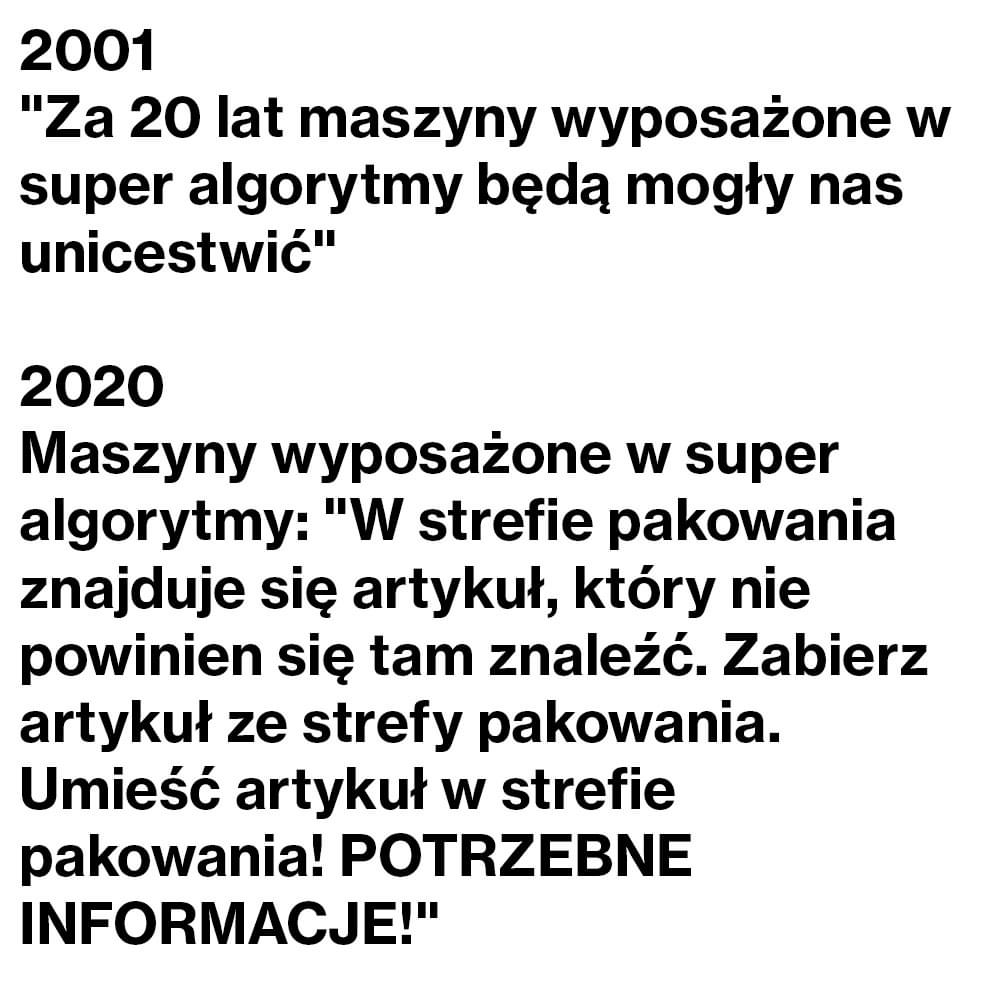 2001
"Za 20 lat maszyny wyposażone w
super algorytmy będą mogły nas
unicestwić"
2020
Maszyny wyposażone w super
algorytmy: "W strefie pakowania
znajduje się artykuł, który nie
powinien się tam znaleźć. Zabierz
artykuł ze strefy pakowania.
Umieść artykuł w strefie
pakowania! POTRZEBNE
INFORMACJE!"